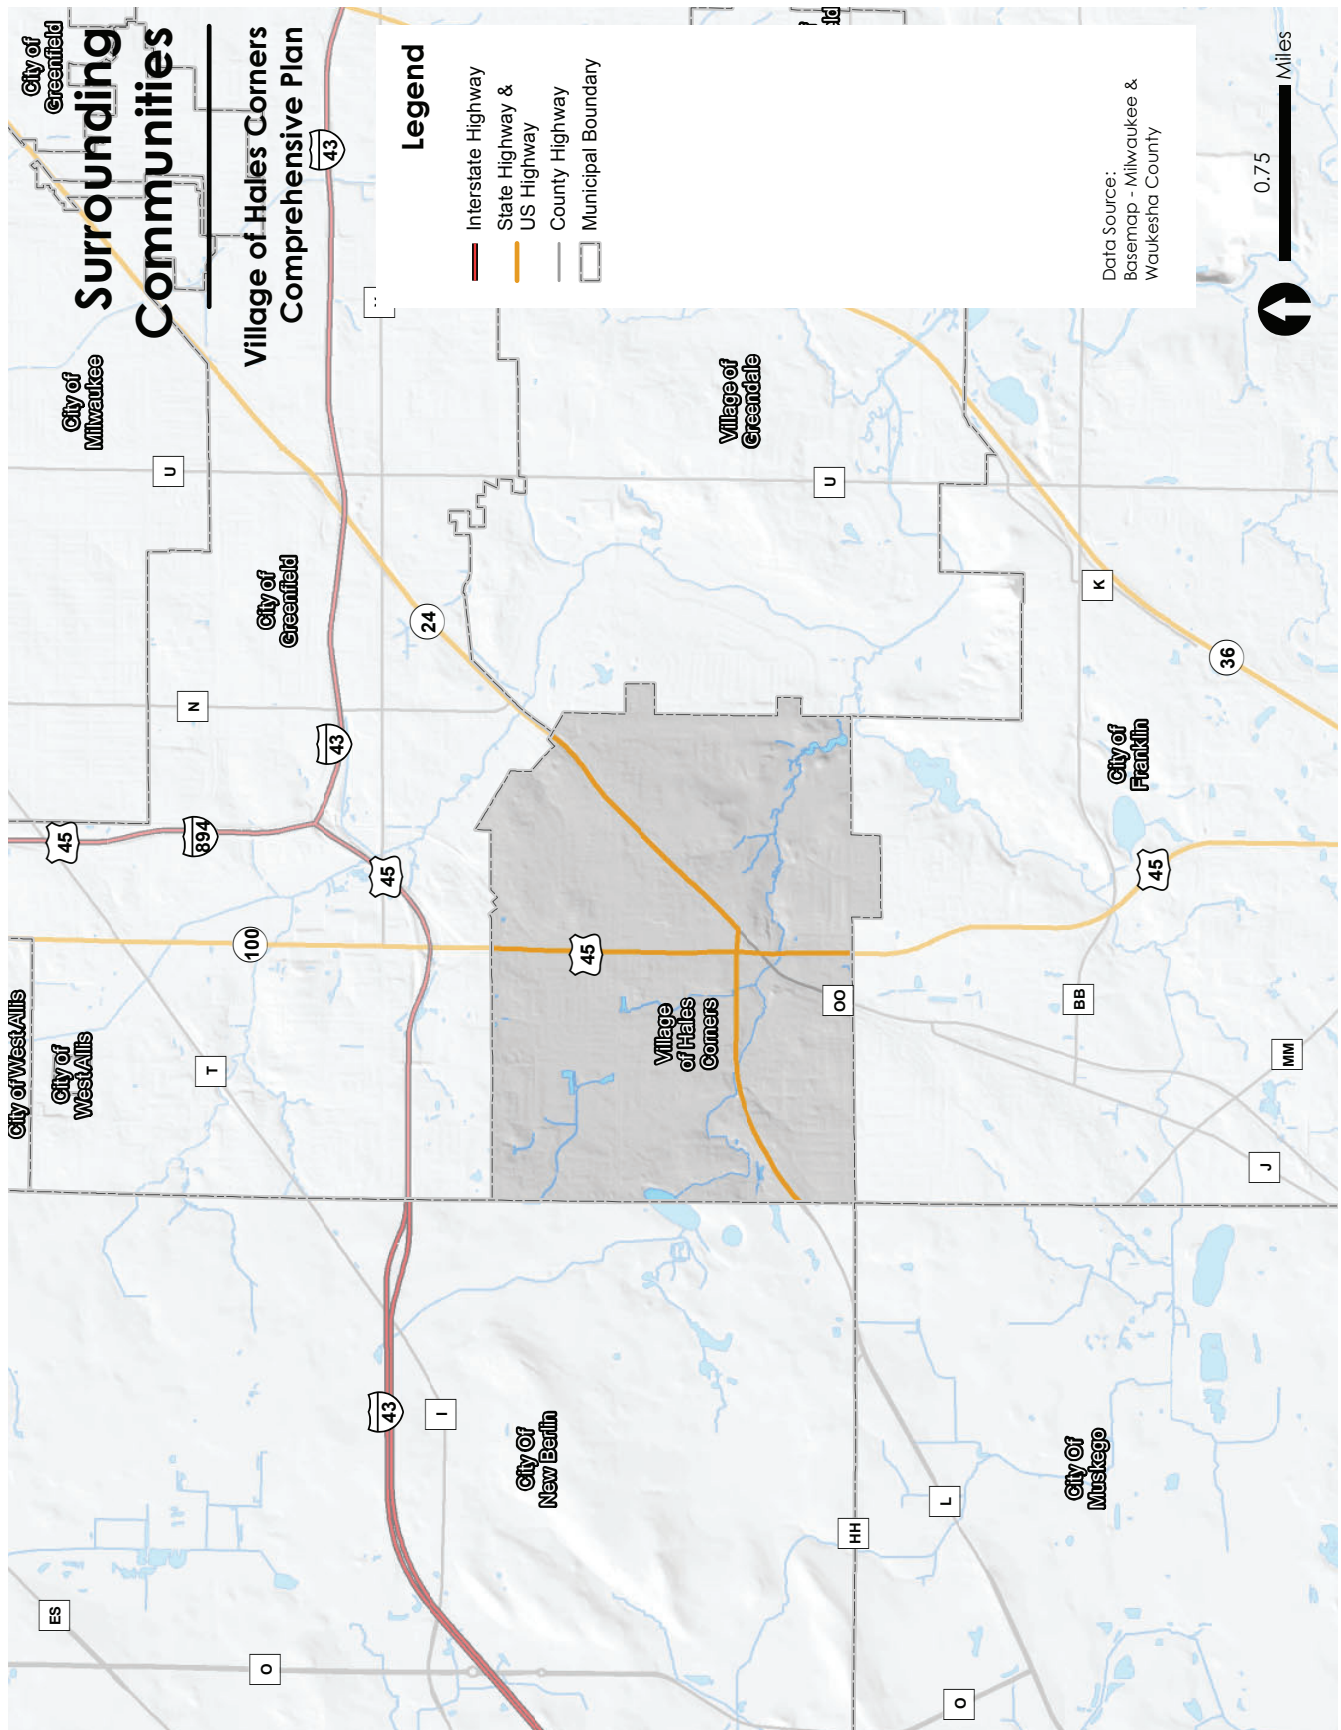 Surrounding
Communities
Village of Hales Corners
Comprehensive Plan
Legend
Interstate Highway
State Highway &
US Highway
County Highway
Municipal Boundary
Data Source:
Basemap - Milwaukee &
Waukesha County
0.75
Miles
City of
Greenfield
City of
Milwaukee
City of
Greenfield
City of West Allis
City of
West Allis
Village of
Greendale
Village
of Hales
Corners
City of
Franklin
City Of
New Berlin
City Of
Muskego
ES
O
43
I
T
100
45
894
45
43
N
U
43
24
45
OO
U
K
36
45
BB
MM
J
HH
L
O